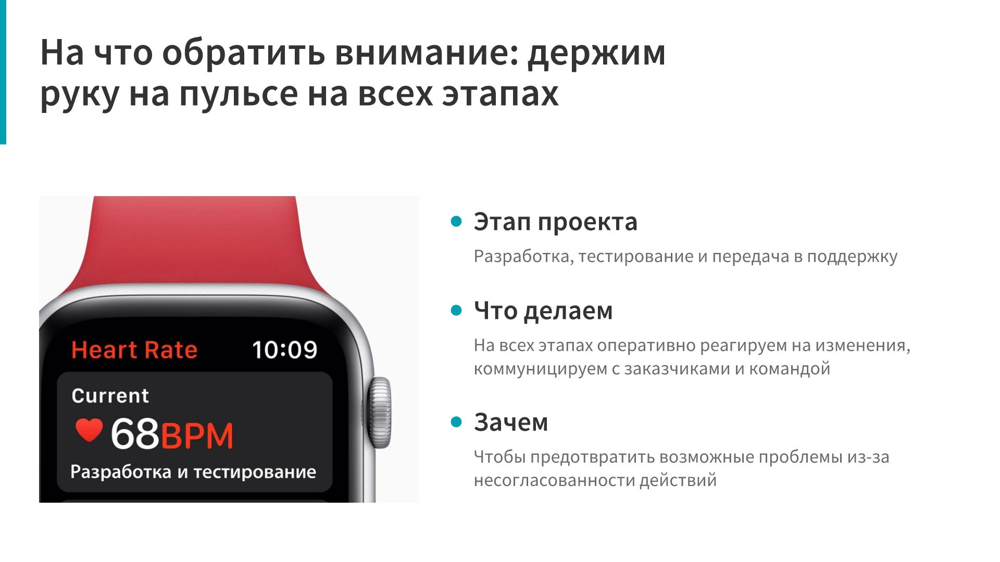 На что обратить внимание: держим
руку на пульсе на всех этапах
Heart Rate 10:09
Current
68BPM
Разработка и тестирование
Этап проекта
Разработка, тестирование и передача в поддержку
Что делаем
На всех этапах оперативно реагируем на изменения,
коммуницируем с заказчиками и командой
Зачем
Чтобы предотвратить возможные проблемы из-за
несогласованности действий